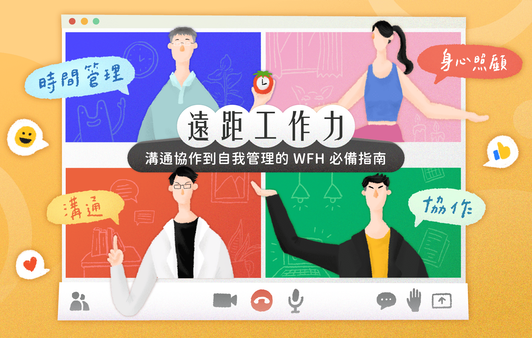 時間管理
身心照顧
遠距工作力
溝通協作到自我管理的 WFH 必備指南
溝通
協作